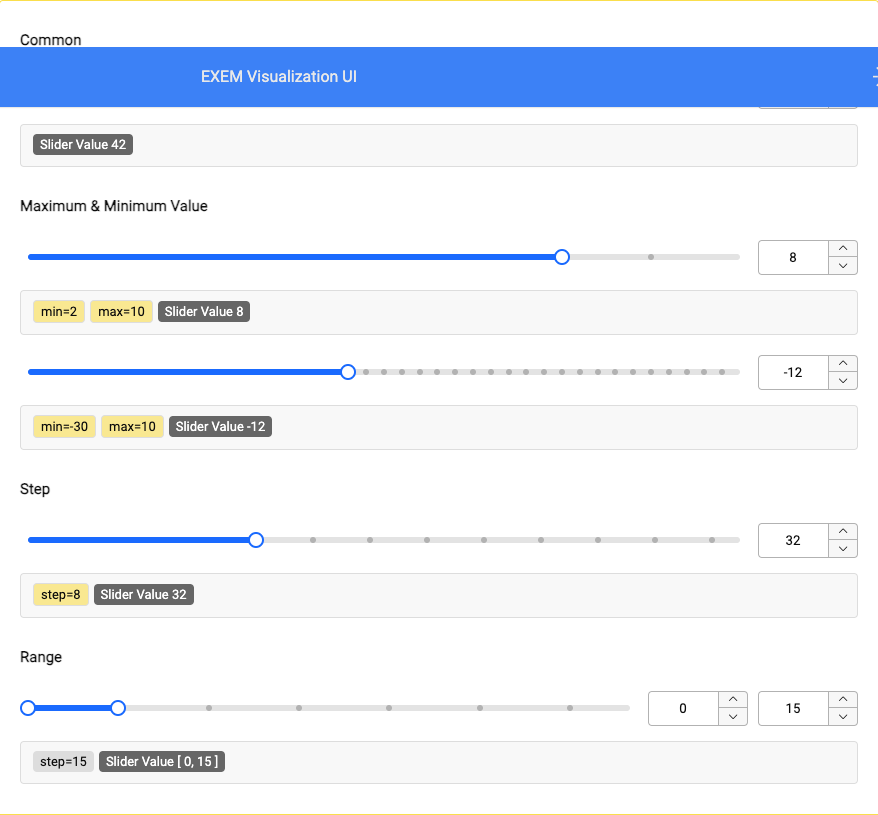 Common
EXEM Visualization UI
Slider Value 42
Maximum & Minimum Value
8
min=2 max=10 Slider Value 8
-12
min=-30 max=10 Slider Value -12
Step
32
step=8 Slider Value 32
Range
0 15
step=15 Slider Value [ 0, 15 ]